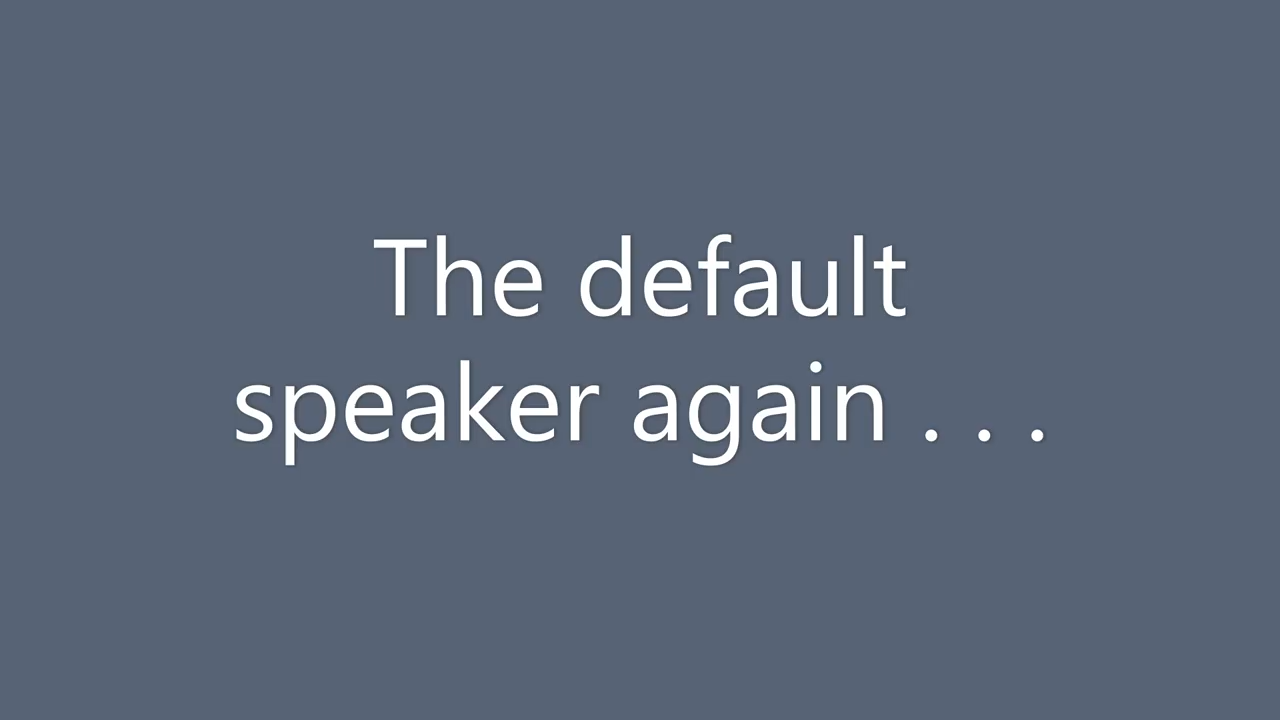 The default
speaker again . . .